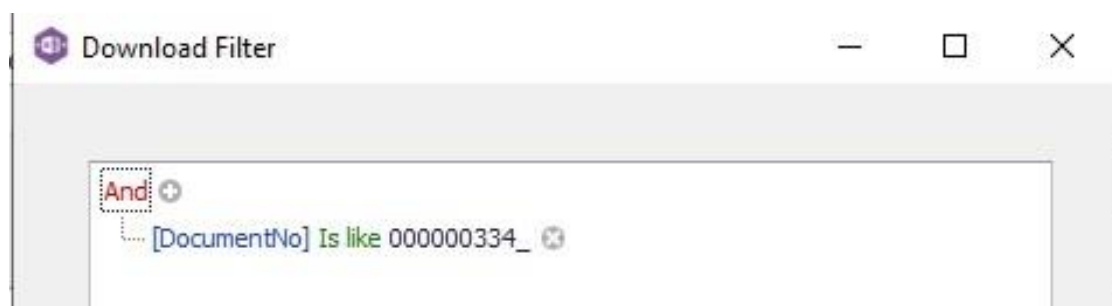 Download Filter
And
[DocumentNo] Is like 000000334_